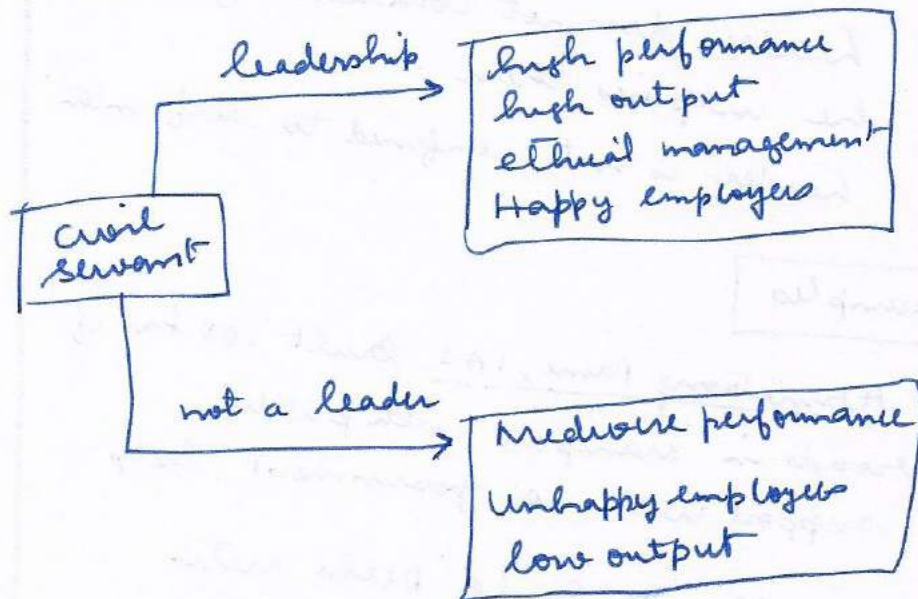 leadership
high performance
high output
ethical management
Happy employees
civil
servant
not a leader
Mediocre performance
Unhappy employees
low output